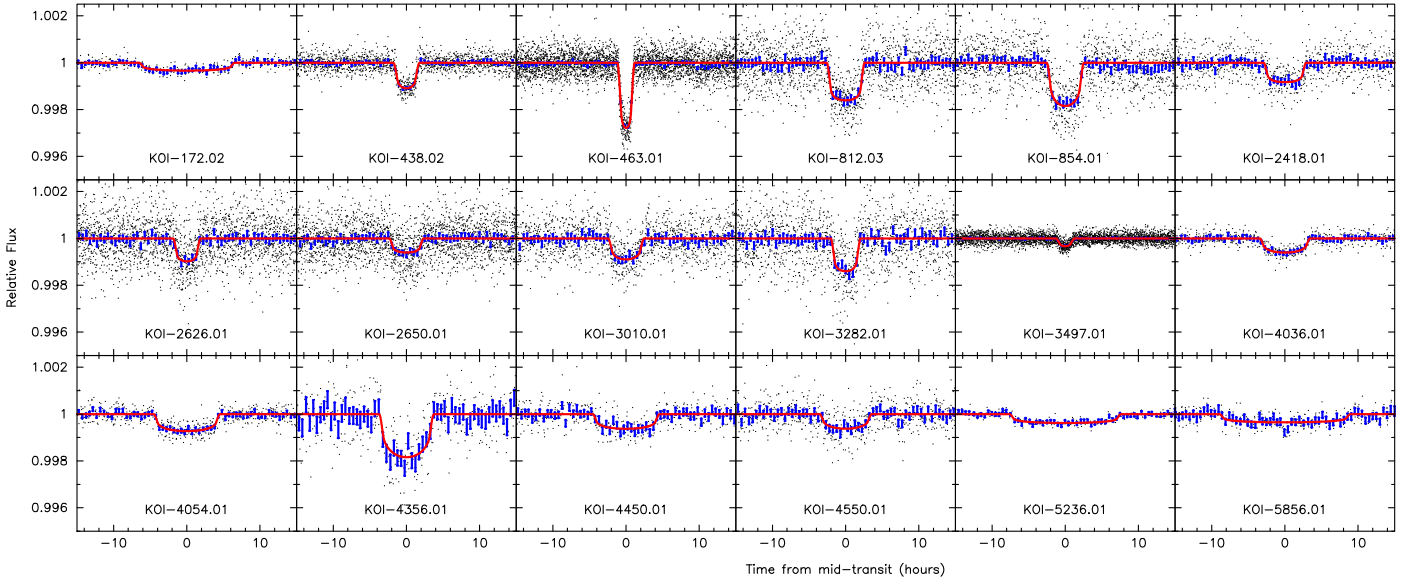 1.002
1
0.998
0.996
KOI-172.02
KOI-438.02
KOI-463.01
KOI-812.03
KOI-854.01
KOI-2418.01
1.002
1
0.998
0.996
KOI-2626.01
KOI-2650.01
KOI-3010.01
KOI-3282.01
KOI-3497.01
KOI-4036.01
Relative Flux
1.002
1
0.998
0.996
KOI-4054.01
KOI-4356.01
KOI-4450.01
KOI-4550.01
KOI-5236.01
KOI-5856.01
-10 0 10 -10 0 10 -10 0 10 -10 0 10 -10 0 10 -10 0 10
Time from mid-transit (hours)